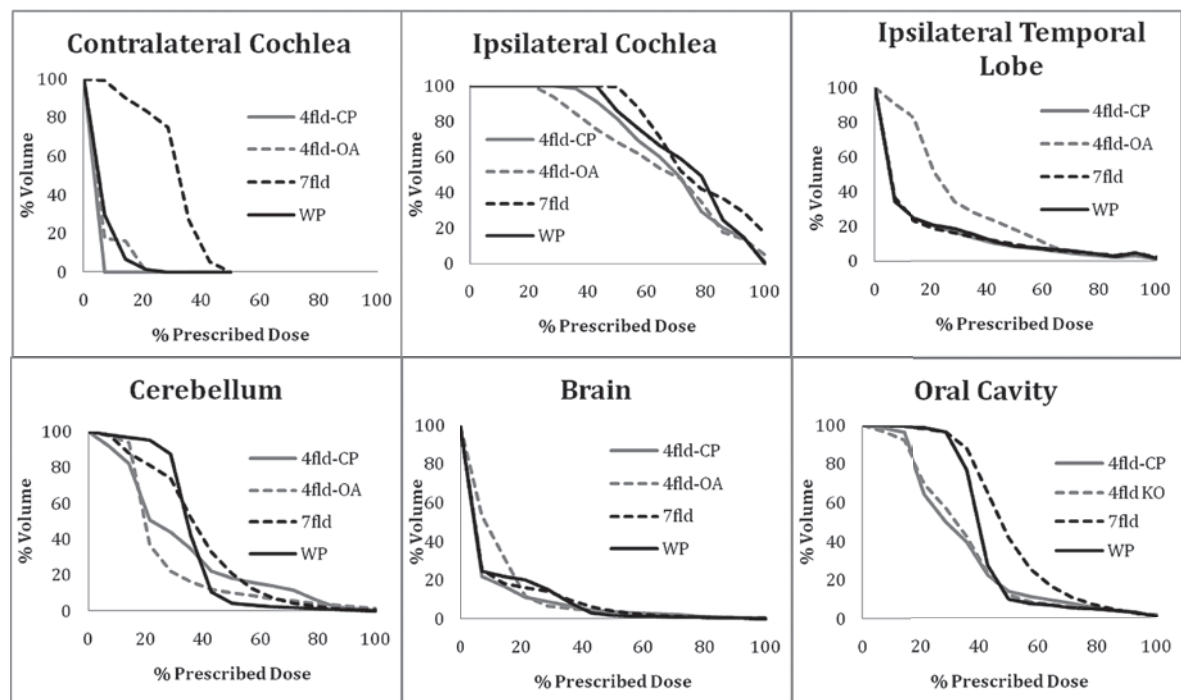 Contralateral Cochlea
100
80
60
40
20
0
% Volume
4fld-CP
4fld-OA
7fld
WP
0 20 40 60 80 100
% Prescribed Dose
Ipsilateral Cochlea
100.0
80.0
60.0
40.0
20.0
0.0
% Volume
4fld-CP
4fld-OA
7fld
WP
0 20 40 60 80 100
% Prescribed Dose
Ipsilateral Temporal
Lobe
100
80
60
40
20
0
% Volume
4fld-CP
4fld-OA
7fld
WP
0 20 40 60 80 100
% Prescribed Dose
Cerebellum
100
80
60
40
20
0
% Volume
4fld-CP
4fld-OA
7fld
WP
0 20 40 60 80 100
% Prescribed Dose
Brain
100
80
60
40
20
0
% Volume
4fld-CP
4fld-OA
7fld
WP
0 20 40 60 80 100
% Prescribed Dose
Oral Cavity
100
80
60
40
20
0
% Volume
4fld-CP
4fld KO
7fld
WP
0 20 40 60 80 100
% Prescribed Dose